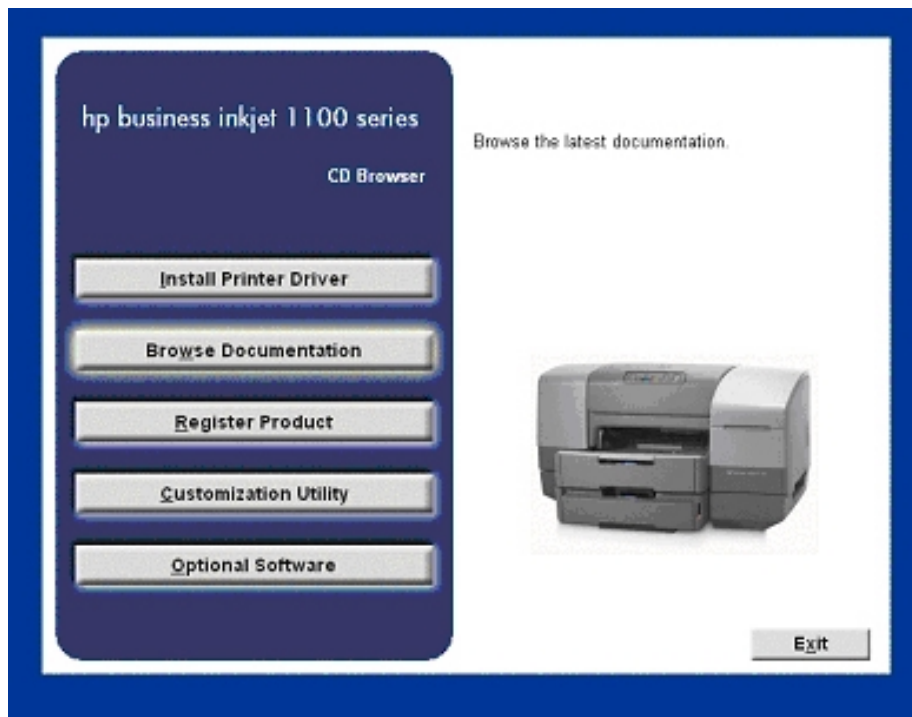 hp business inkjet 1100 series
CD Browser
Browse the latest documentation.
Install Printer Driver
Browse Documentation
Register Product
Customization Utility
Optional Software
Exit